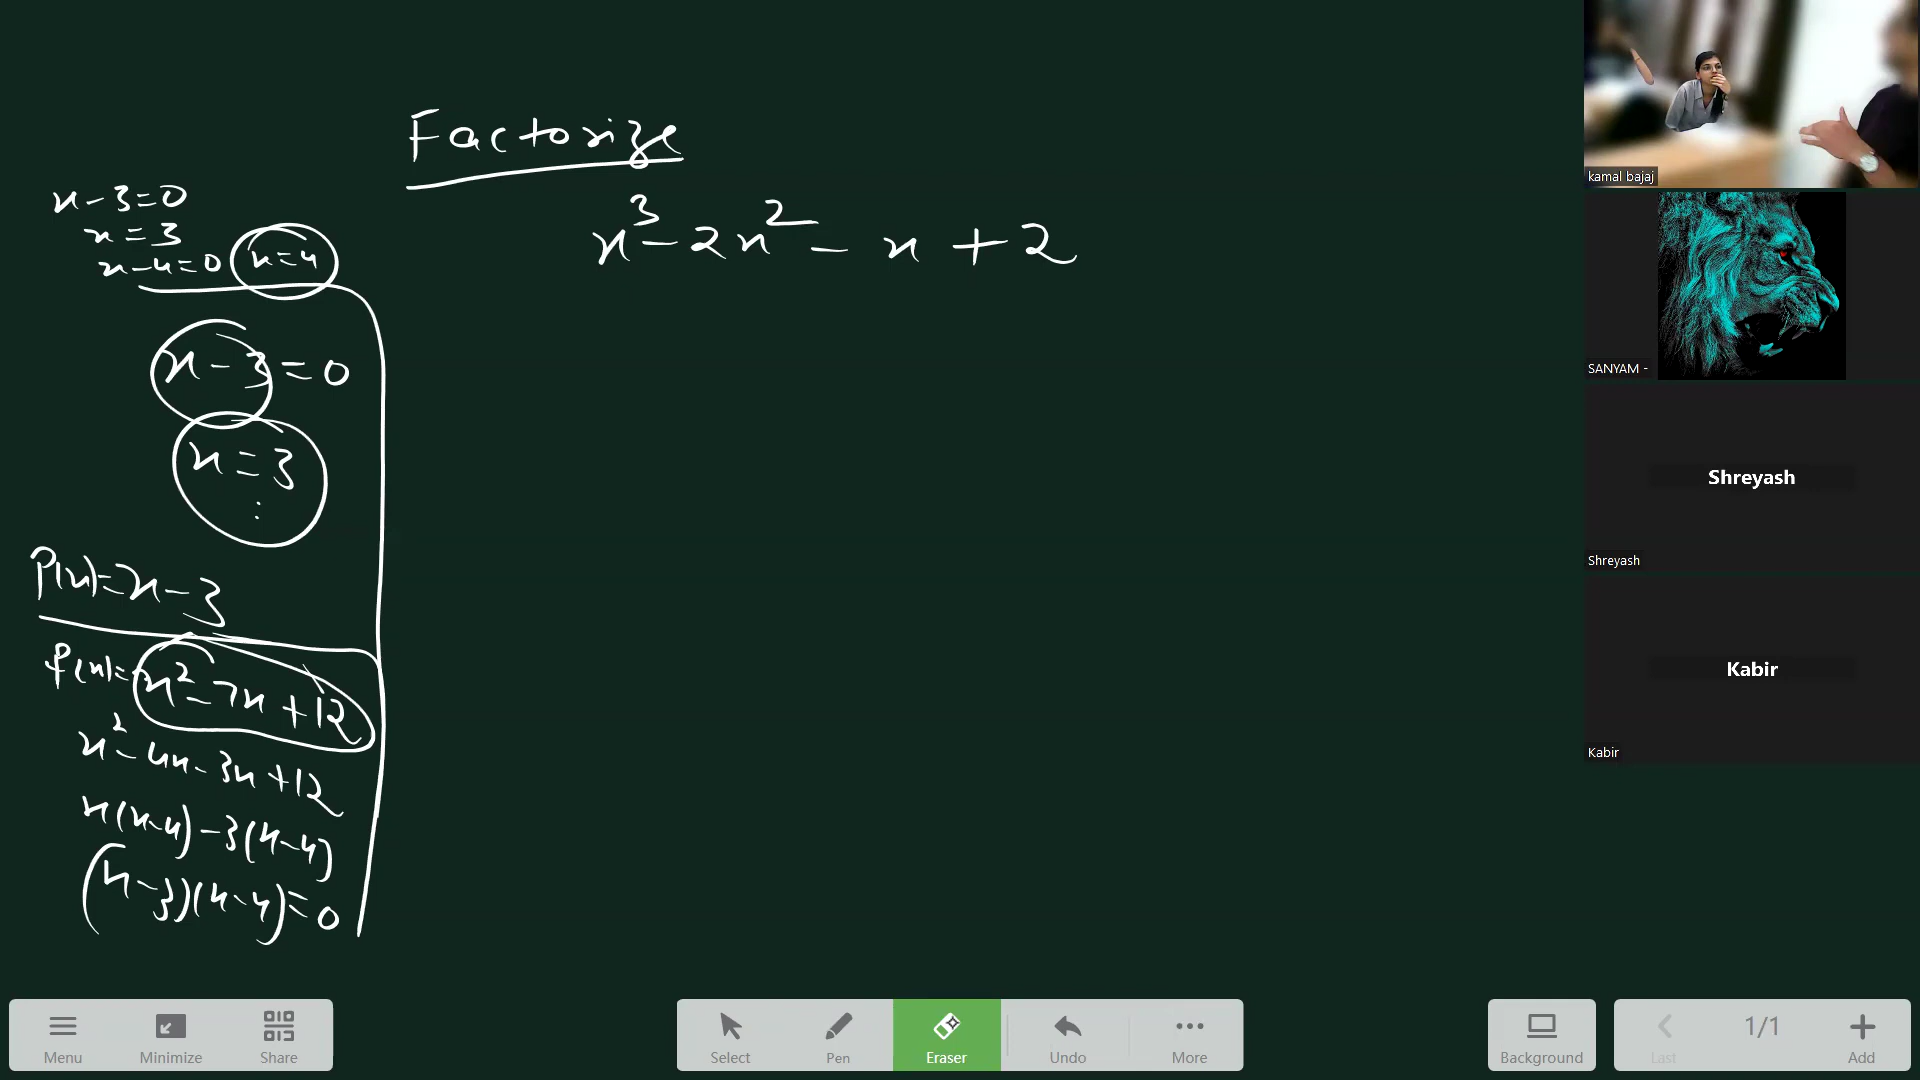 Factorize
x³ - 2x² - x + 2
x - 3 = 0
x = 3
x - 4 = 0 x = 4
x - 3 = 0
x = 3
:
P(x) = x - 3
P(x) = x² - 7x + 12
x² - 4x - 3x + 12
x(x-4) - 3(x-4)
(x-3)(x-4) = 0
kamal bajaj
SANYAM -
Shreyash
Shreyash
Kabir
Kabir
Menu Minimize Share Select Pen Eraser Undo More Background Last 1/1 Add